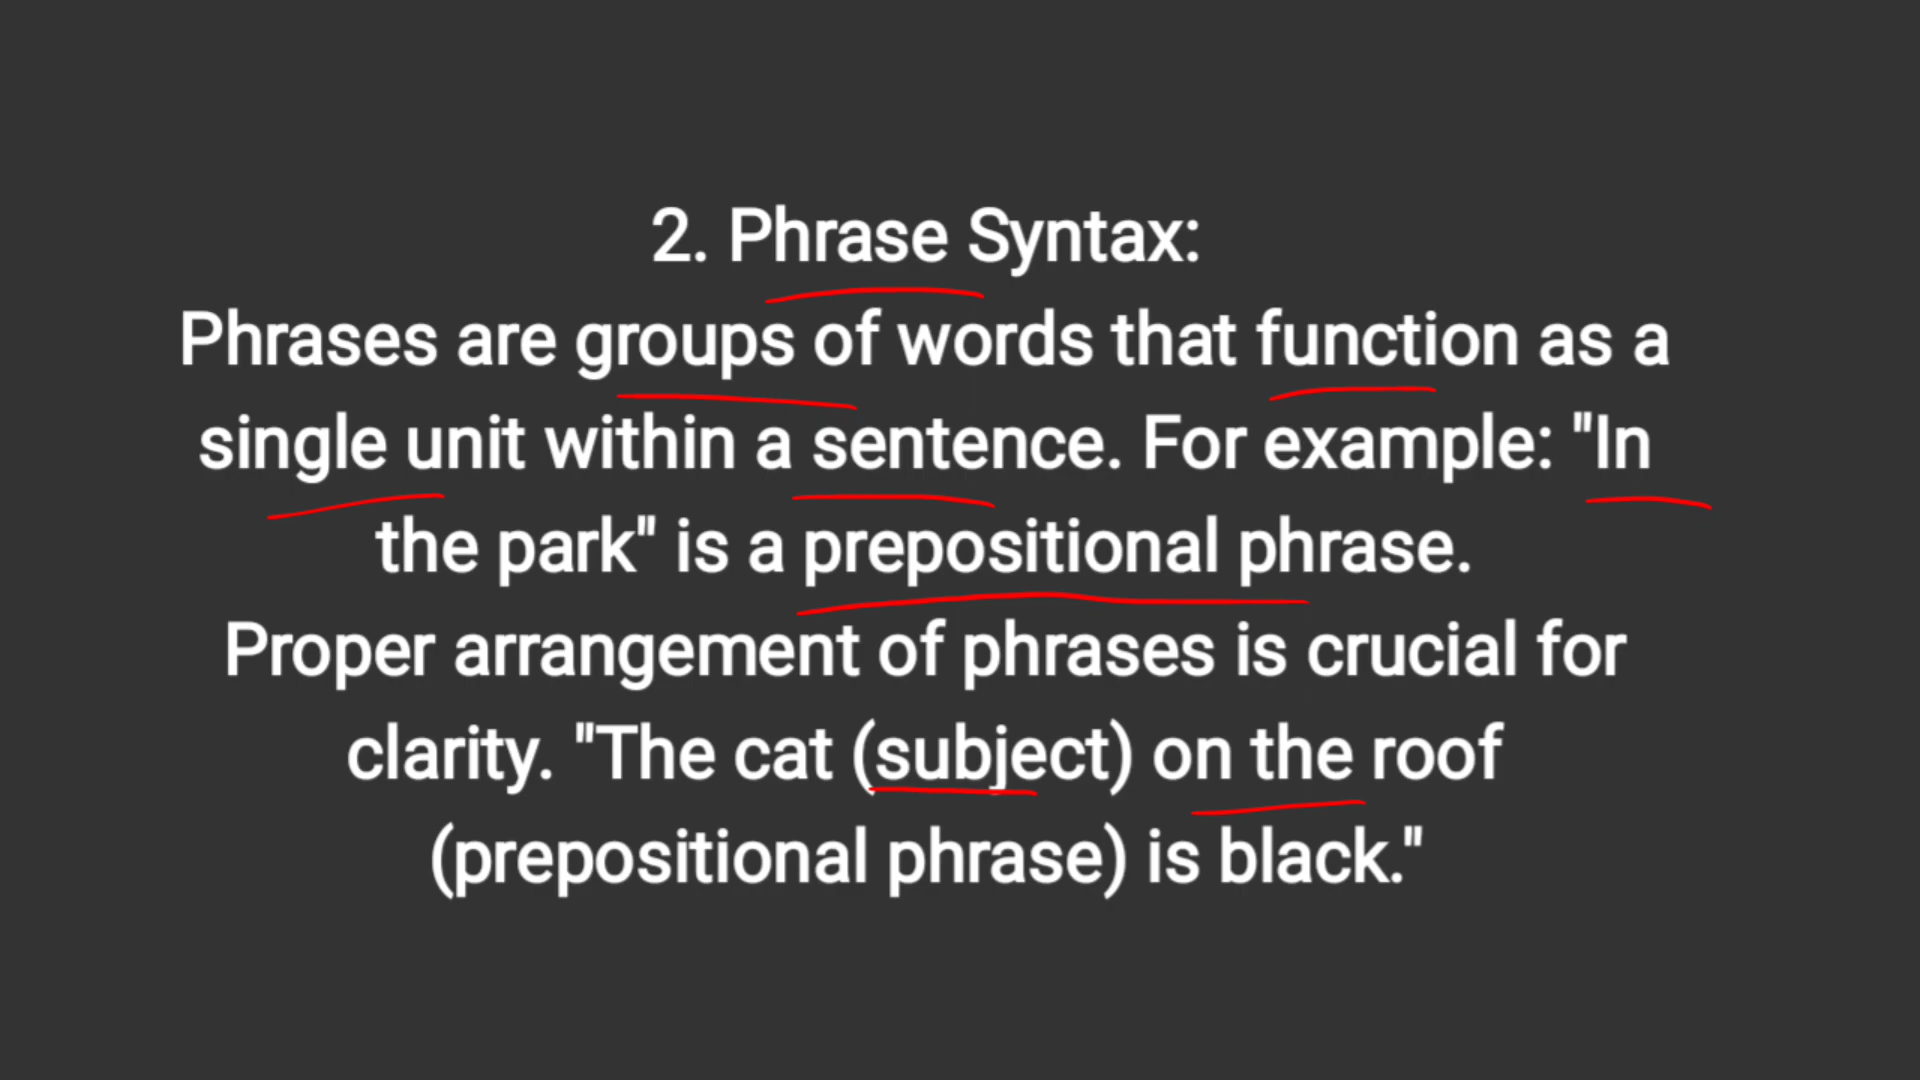 2. Phrase Syntax:
Phrases are groups of words that function as a
single unit within a sentence. For example: "In
the park" is a prepositional phrase.
Proper arrangement of phrases is crucial for
clarity. "The cat (subject) on the roof
(prepositional phrase) is black."